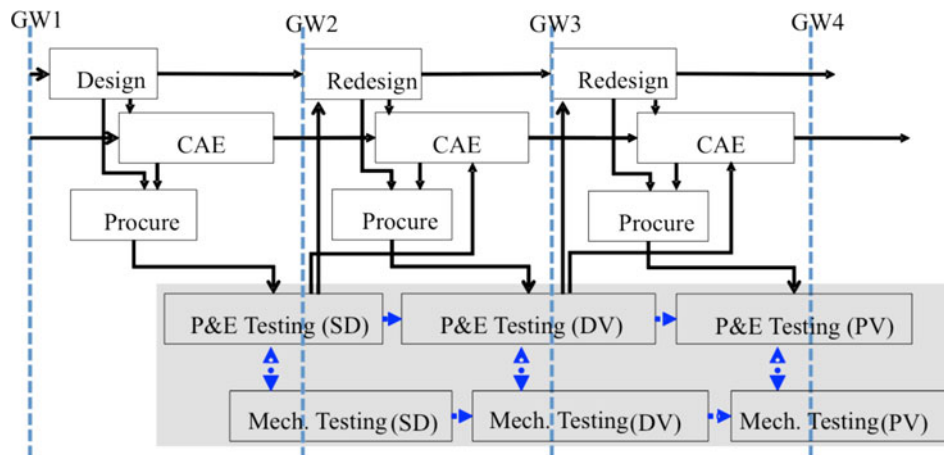 GW1 GW2 GW3 GW4
Design Redesign Redesign
CAE CAE CAE
Procure Procure Procure
P&E Testing (SD) P&E Testing (DV) P&E Testing (PV)
Mech. Testing (SD) Mech. Testing(DV) Mech. Testing(PV)